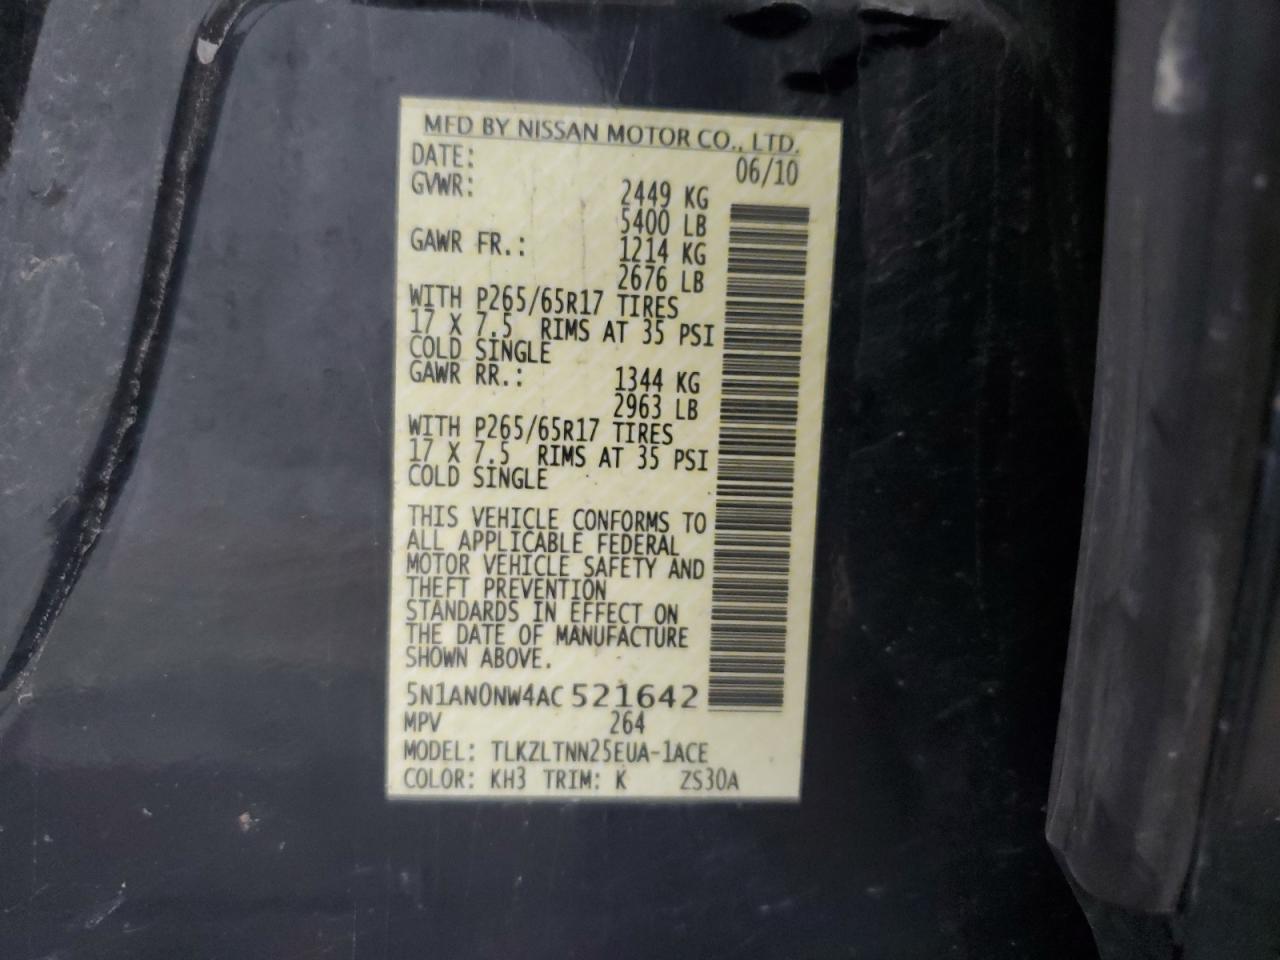 MFD BY NISSAN MOTOR CO., LTD.
DATE: 06/10
GVWR: 2449 KG
5400 LB
GAWR FR.: 1214 KG
2676 LB
WITH P265/65R17 TIRES
17 X 7.5 RIMS AT 35 PSI
COLD SINGLE
GAWR RR.: 1344 KG
2963 LB
WITH P265/65R17 TIRES
17 X 7.5 RIMS AT 35 PSI
COLD SINGLE
THIS VEHICLE CONFORMS TO
ALL APPLICABLE FEDERAL
MOTOR VEHICLE SAFETY AND
THEFT PREVENTION
STANDARDS IN EFFECT ON
THE DATE OF MANUFACTURE
SHOWN ABOVE.
5N1AN0NW4AC521642
MPV 264
MODEL: TLKZLTNN25EUA-1ACE
COLOR: KH3 TRIM: K ZS30A